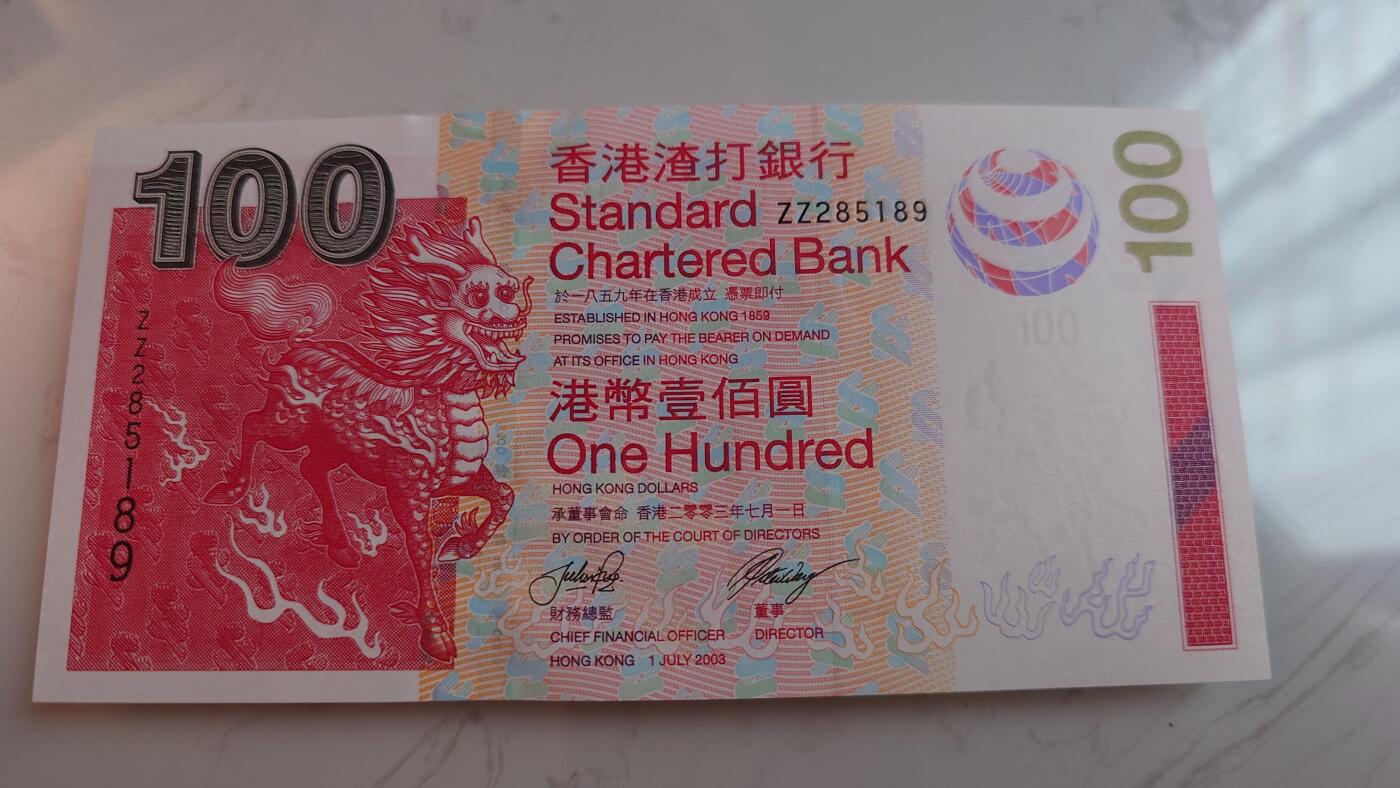 100
ZZ285189
香港渣打銀行
Standard ZZ285189
Chartered Bank
於一八五九年在香港成立 憑票即付
ESTABLISHED IN HONG KONG 1859
PROMISES TO PAY THE BEARER ON DEMAND
AT ITS OFFICE IN HONG KONG
港幣壹佰圓
One Hundred
HONG KONG DOLLARS
承董事會命 香港二零零三年七月一日
BY ORDER OF THE COURT OF DIRECTORS
財務總監 董事
CHIEF FINANCIAL OFFICER DIRECTOR
HONG KONG 1 JULY 2003
100
100